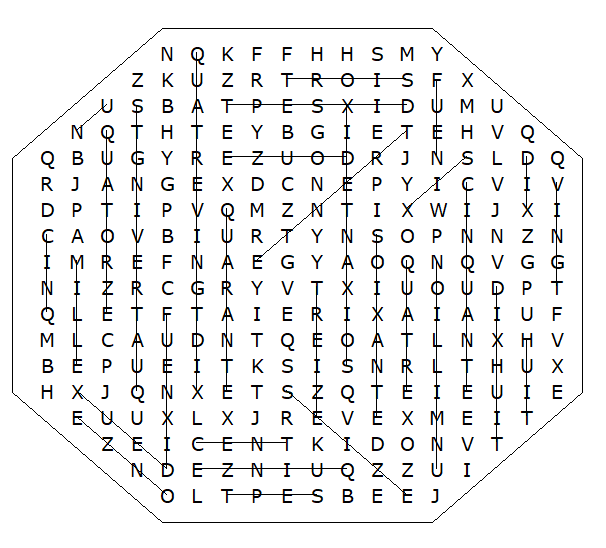 N Q K F F H H S M Y
Z K U Z R T R O I S F X
U S B A T P E S X I D U M U
N Q T H T E Y B G I E T E H V Q
Q B U G Y R E Z U O D R J N S L D Q
R J A N G E X D C N E P Y I C V I V
D P T I P V Q M Z N T I X W I J X I
C A O V B I U R T Y N S O P N N Z N
I M R E F N A E G Y A O Q N Q V G G
N I Z R C G R Y V T X I U O U D P T
Q L E T F T A I E R I X A I A I U F
M L C A U D N T Q E O A T L N X H V
B E P U E I T K S I S N R L T H U X
H X J Q N X E T S Z Q T E I E U I E
E U U X L X J R E V E X M E I T
Z E I C E N T K I D O N V T
N D E Z N I U Q Z Z U I
O L T P E S B E E J